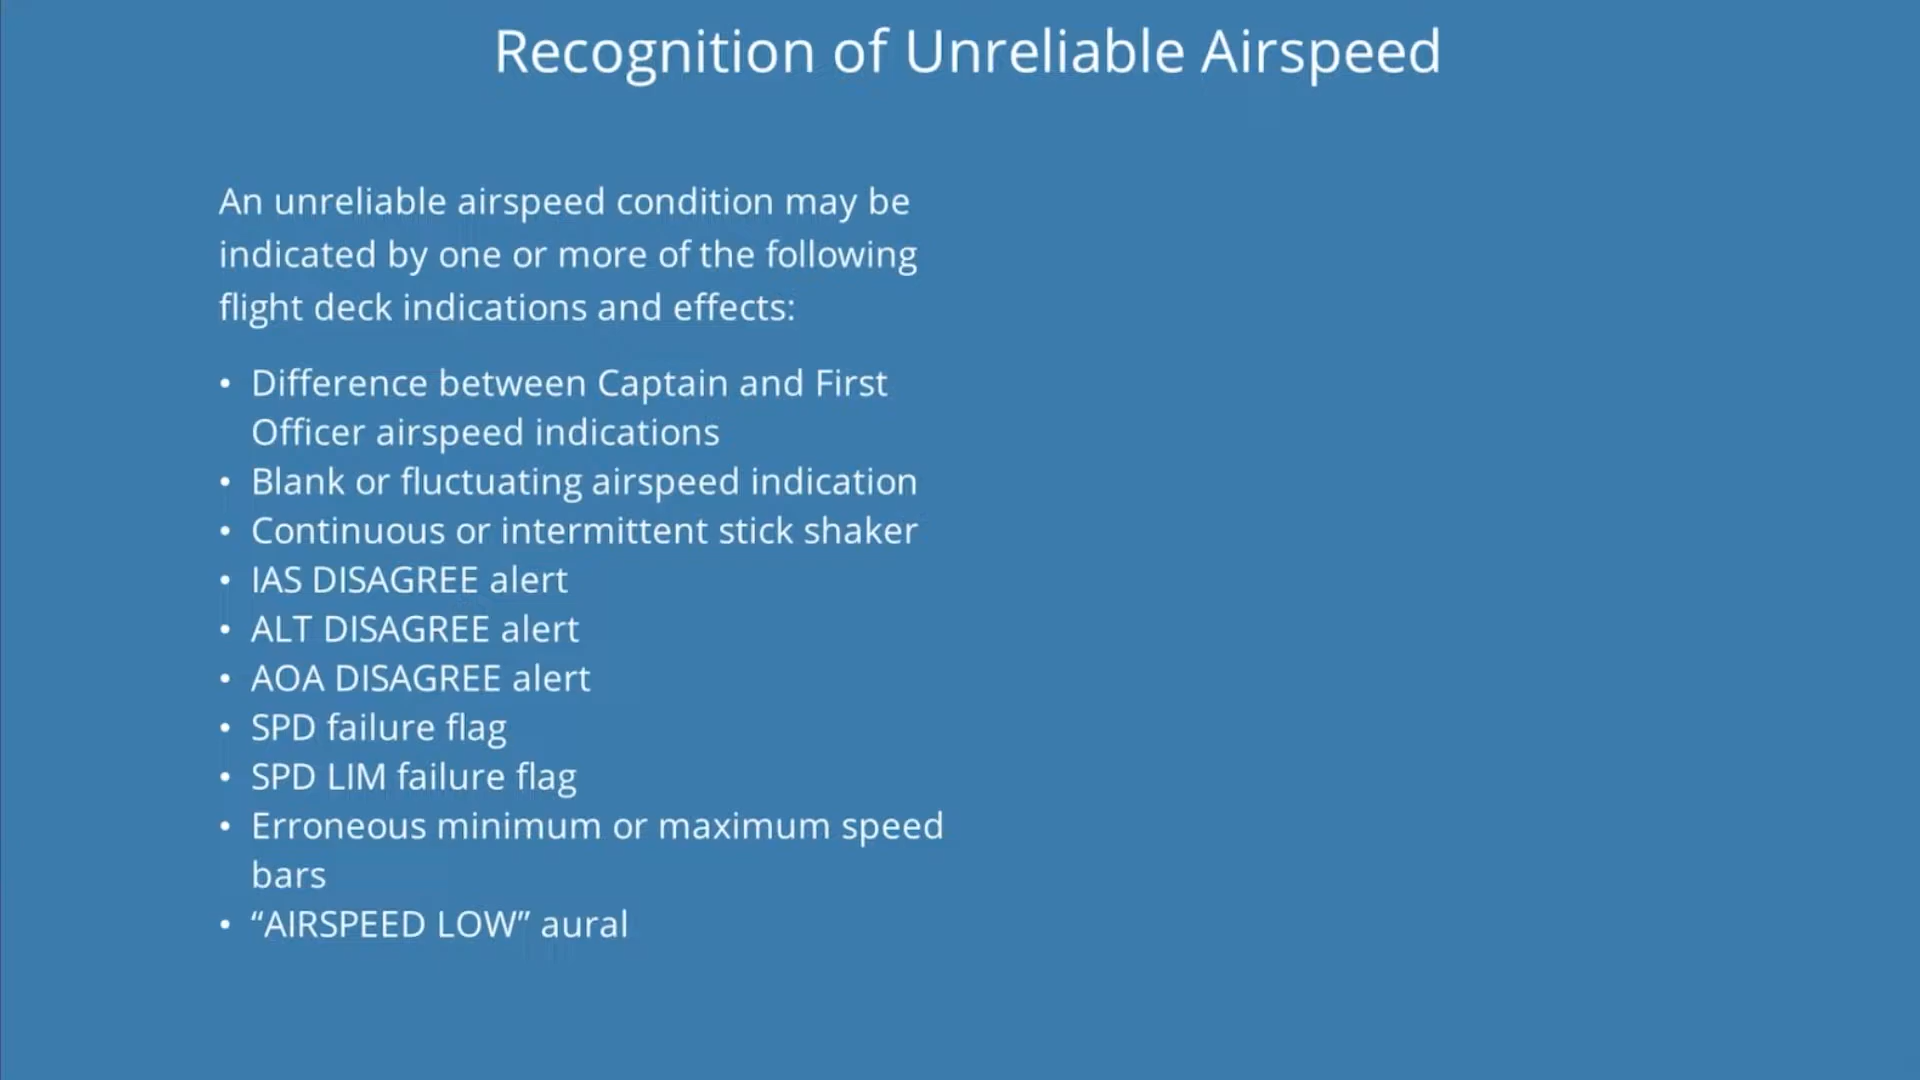 Recognition of Unreliable Airspeed
An unreliable airspeed condition may be
indicated by one or more of the following
flight deck indications and effects:
• Difference between Captain and First
Officer airspeed indications
• Blank or fluctuating airspeed indication
• Continuous or intermittent stick shaker
• IAS DISAGREE alert
• ALT DISAGREE alert
• AOA DISAGREE alert
• SPD failure flag
• SPD LIM failure flag
• Erroneous minimum or maximum speed
bars
• “AIRSPEED LOW” aural